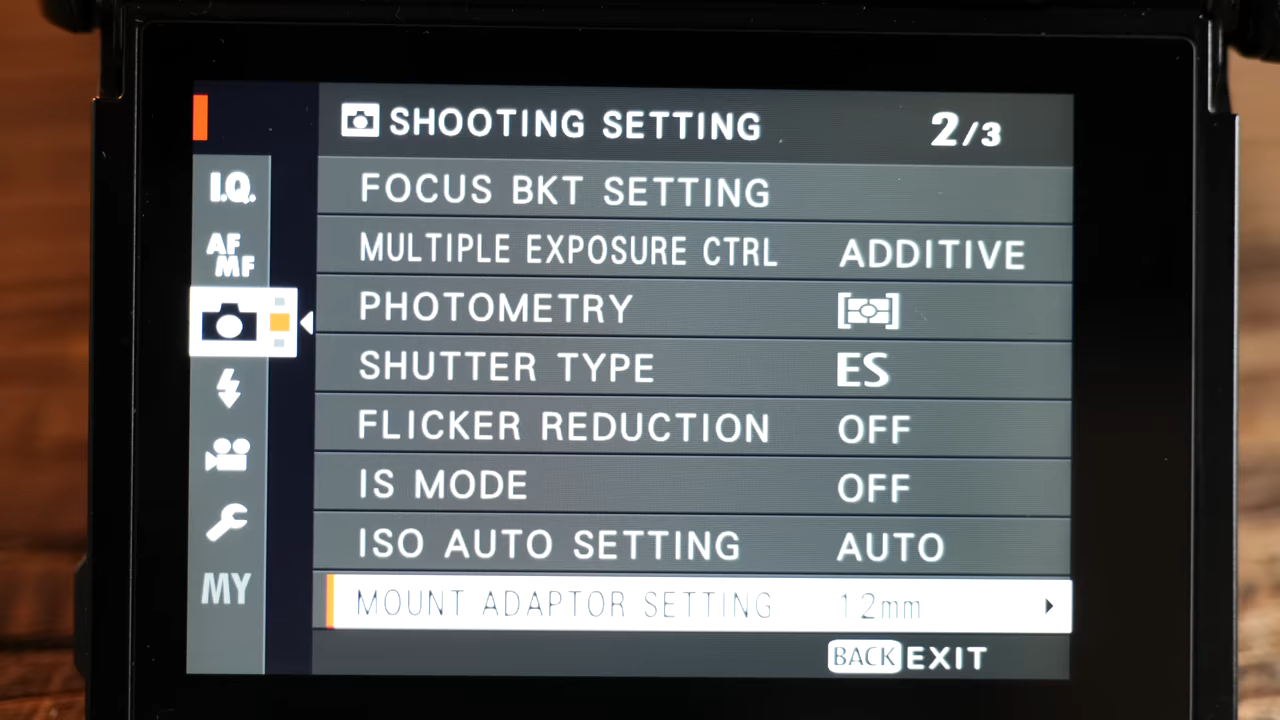 SHOOTING SETTING 2/3
I.Q.
FOCUS BKT SETTING
AF
MF
MULTIPLE EXPOSURE CTRL ADDITIVE
PHOTOMETRY
SHUTTER TYPE ES
FLICKER REDUCTION OFF
IS MODE OFF
ISO AUTO SETTING AUTO
MY
MOUNT ADAPTOR SETTING 12mm
BACK EXIT